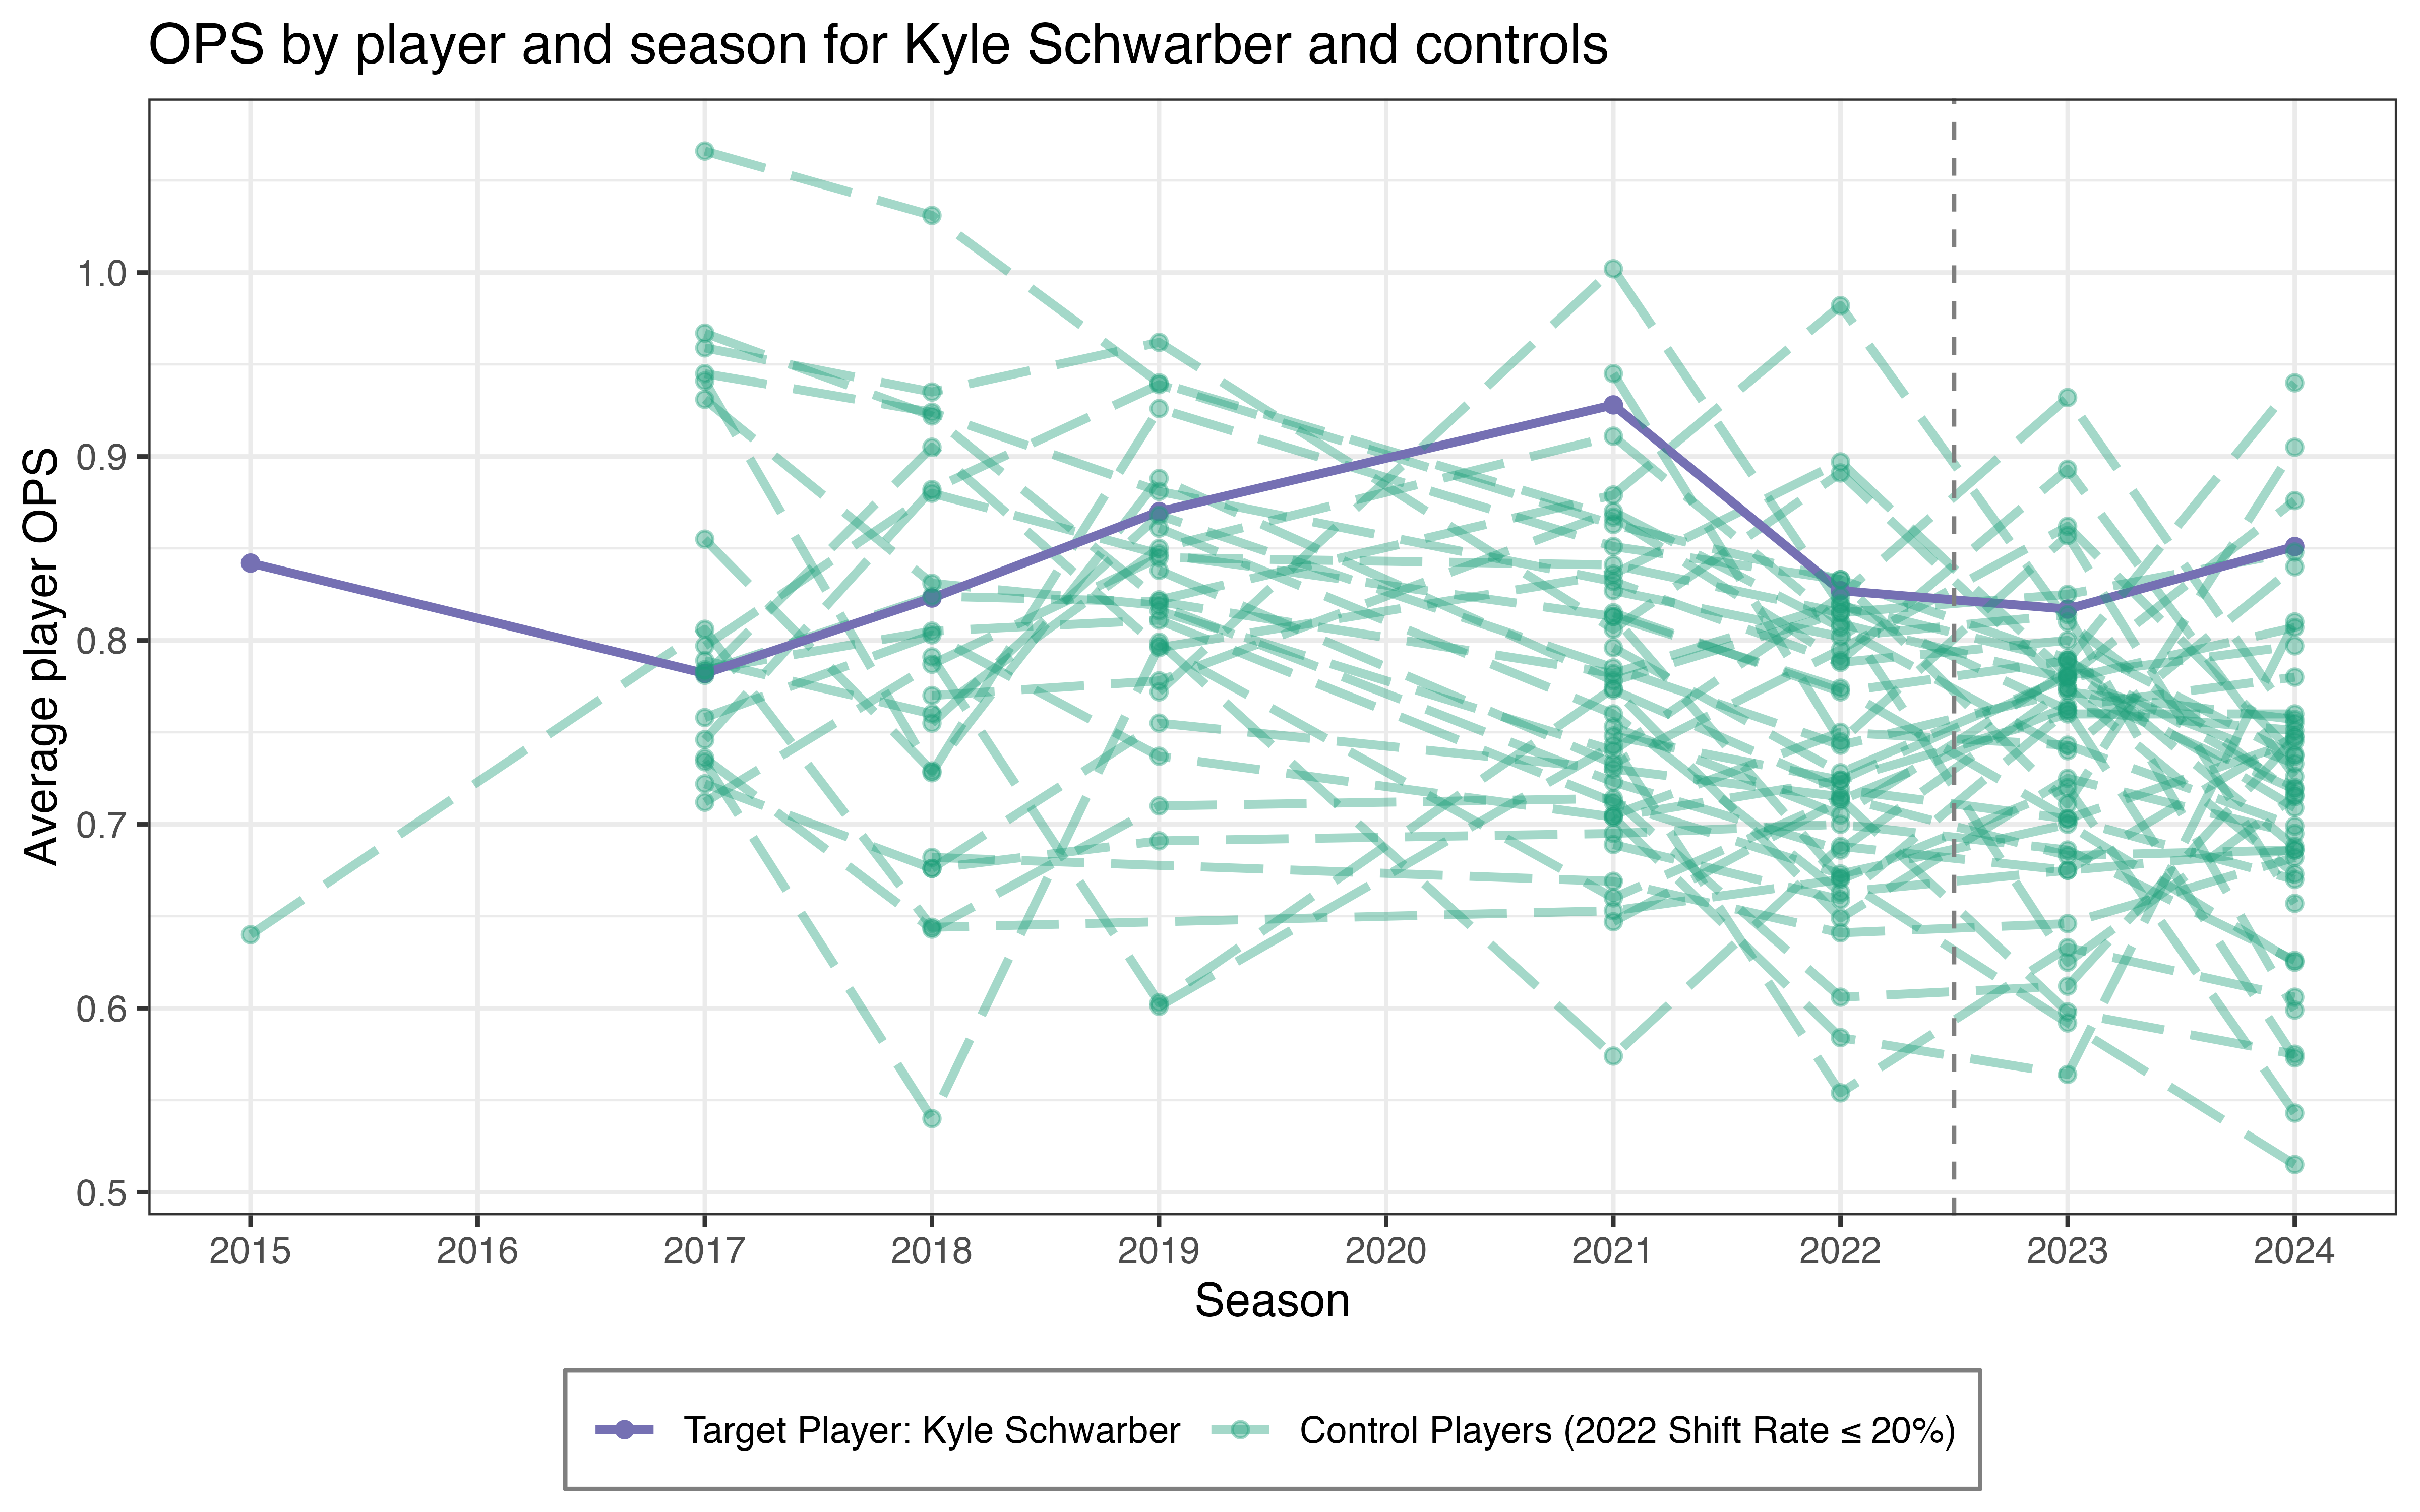 OPS by player and season for Kyle Schwarber and controls
Average player OPS
1.0
0.9
0.8
0.7
0.6
0.5
2015 2016 2017 2018 2019 2020 2021 2022 2023 2024
Season
Target Player: Kyle Schwarber Control Players (2022 Shift Rate ≤ 20%)